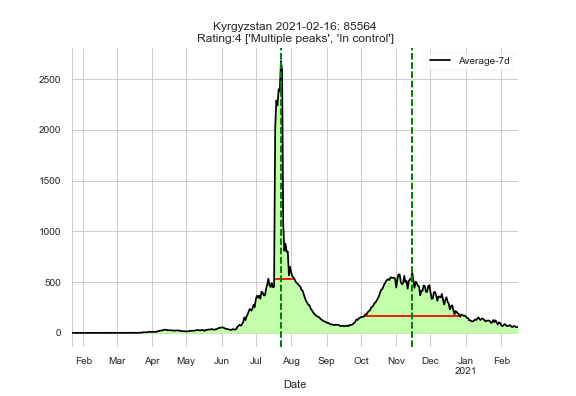 Kyrgyzstan 2021-02-16: 85564
Rating:4 ['Multiple peaks', 'In control']
Average-7d
2500
2000
1500
1000
500
0
Feb Mar Apr May Jun Jul Aug Sep Oct Nov Dec Jan Feb
2021
Date